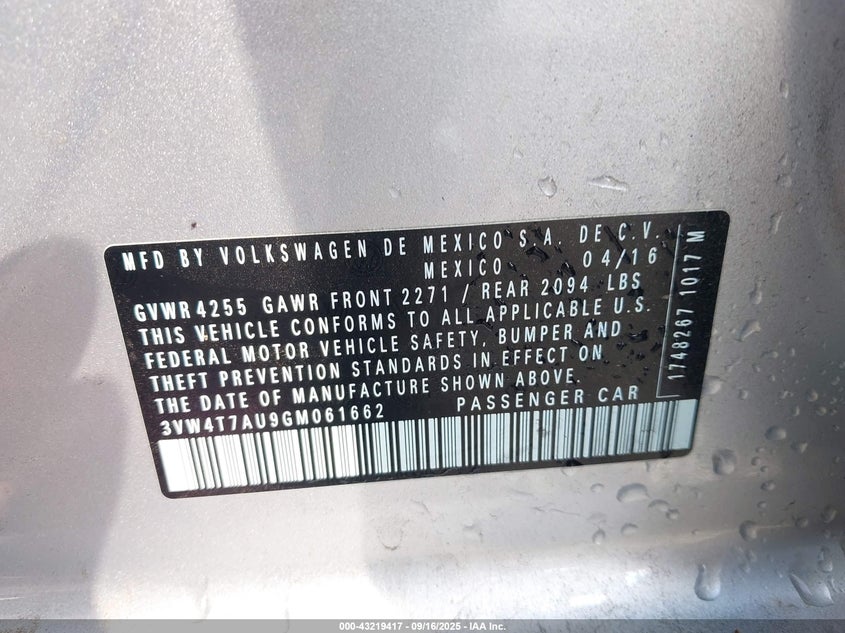 MFD BY VOLKSWAGEN DE MEXICO S.A. DE C.V.
MEXICO 04/16
GVWR 4255 GAWR FRONT 2271 / REAR 2094 LBS
THIS VEHICLE CONFORMS TO ALL APPLICABLE U.S.
FEDERAL MOTOR VEHICLE SAFETY, BUMPER AND
THEFT PREVENTION STANDARDS IN EFFECT ON
THE DATE OF MANUFACTURE SHOWN ABOVE.
3VW4T7AU9GM061662 PASSENGER CAR
1748267 1017 M
000-43219417 - 09/16/2025 - IAA Inc.